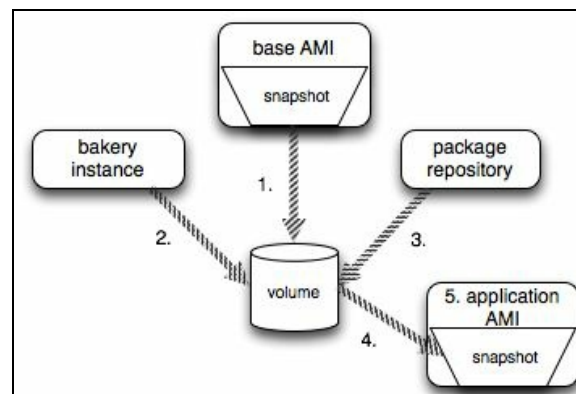 base AMI
snapshot
bakery
instance
package
repository
1.
2.
3.
volume
5. application
AMI
4.
snapshot